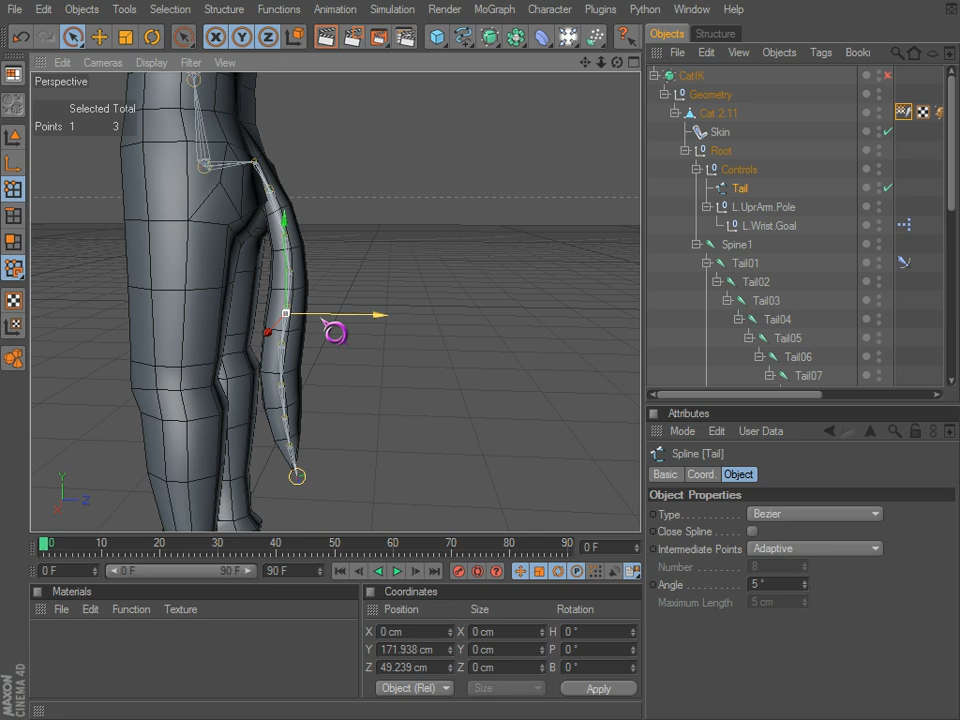 File Edit Objects Tools Selection Structure Functions Animation Simulation Render MoGraph Character Plugins Python Window Help
Objects Structure
Edit Cameras Display Filter View
File Edit View Objects Tags Bookı
Perspective
Selected Total
Points 1 3
CatIK
Geometry
Cat 2.11
Skin
Root
Controls
Tail
L.UprArm.Pole
L.Wrist.Goal
Spine1
Tail01
Tail02
Tail03
Tail04
Tail05
Tail06
Tail07
Attributes
Mode Edit User Data
Spline [Tail]
Basic Coord. Object
Object Properties
Type Bezier
Close Spline
Intermediate Points Adaptive
Number 8
Angle 5 °
Maximum Length 5 cm
Y
Z
X
0 10 20 30 40 50 60 70 80 90 0 F
0 F 0 F 90 F 90 F
Materials
File Edit Function Texture
Coordinates
Position Size Rotation
X 0 cm X 0 cm H 0 °
Y 171.938 cm Y 0 cm P 0 °
Z 49.239 cm Z 0 cm B 0 °
Object (Rel) Size Apply
MAXON
CINEMA 4D